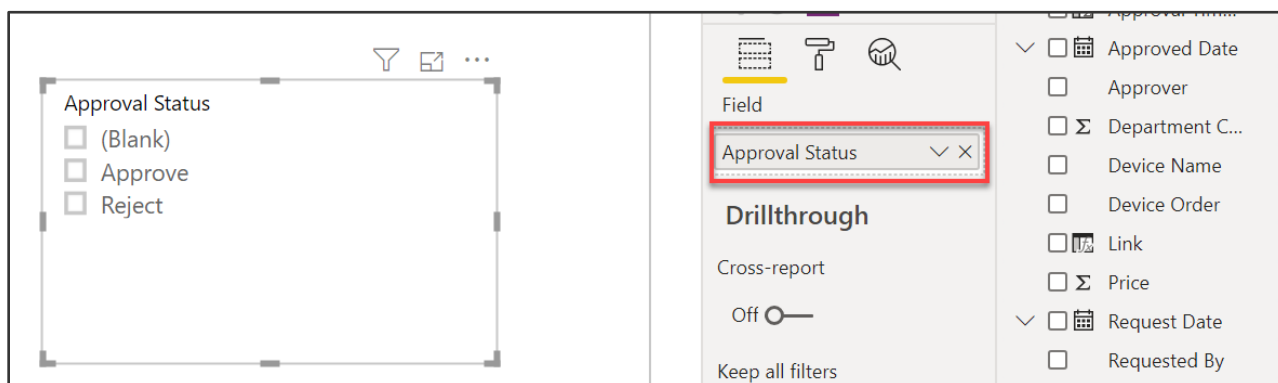 Approval Status
(Blank)
Approve
Reject
Field
Approval Status
Drillthrough
Cross-report
Off
Keep all filters
Approved Date
Approver
Σ Department C...
Device Name
Device Order
Link
Σ Price
Request Date
Requested By